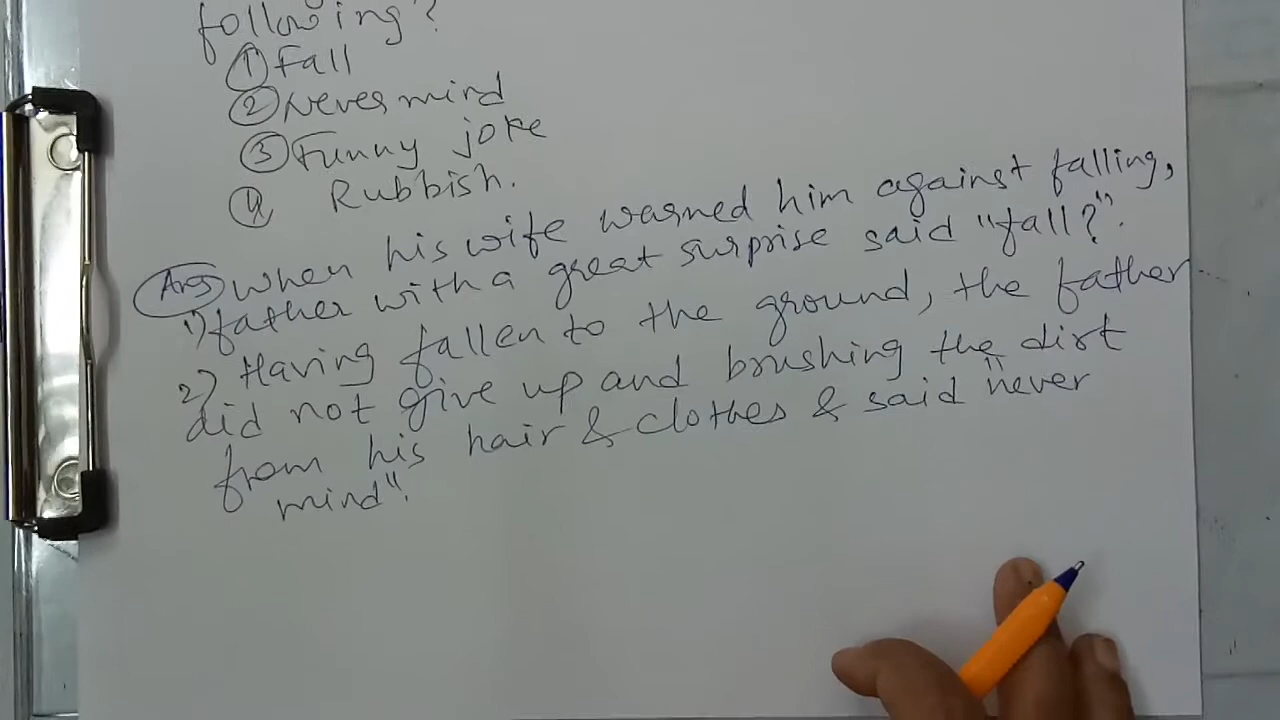 following?
① Fall
② Never mind
③ Funny joke
④ Rubbish.
Ans When his wife warned him against falling,
1) father with a great surprise said "fall?".
2) Having fallen to the ground, the father
did not give up and brushing the dirt
from his hair & clothes & said "never
mind".